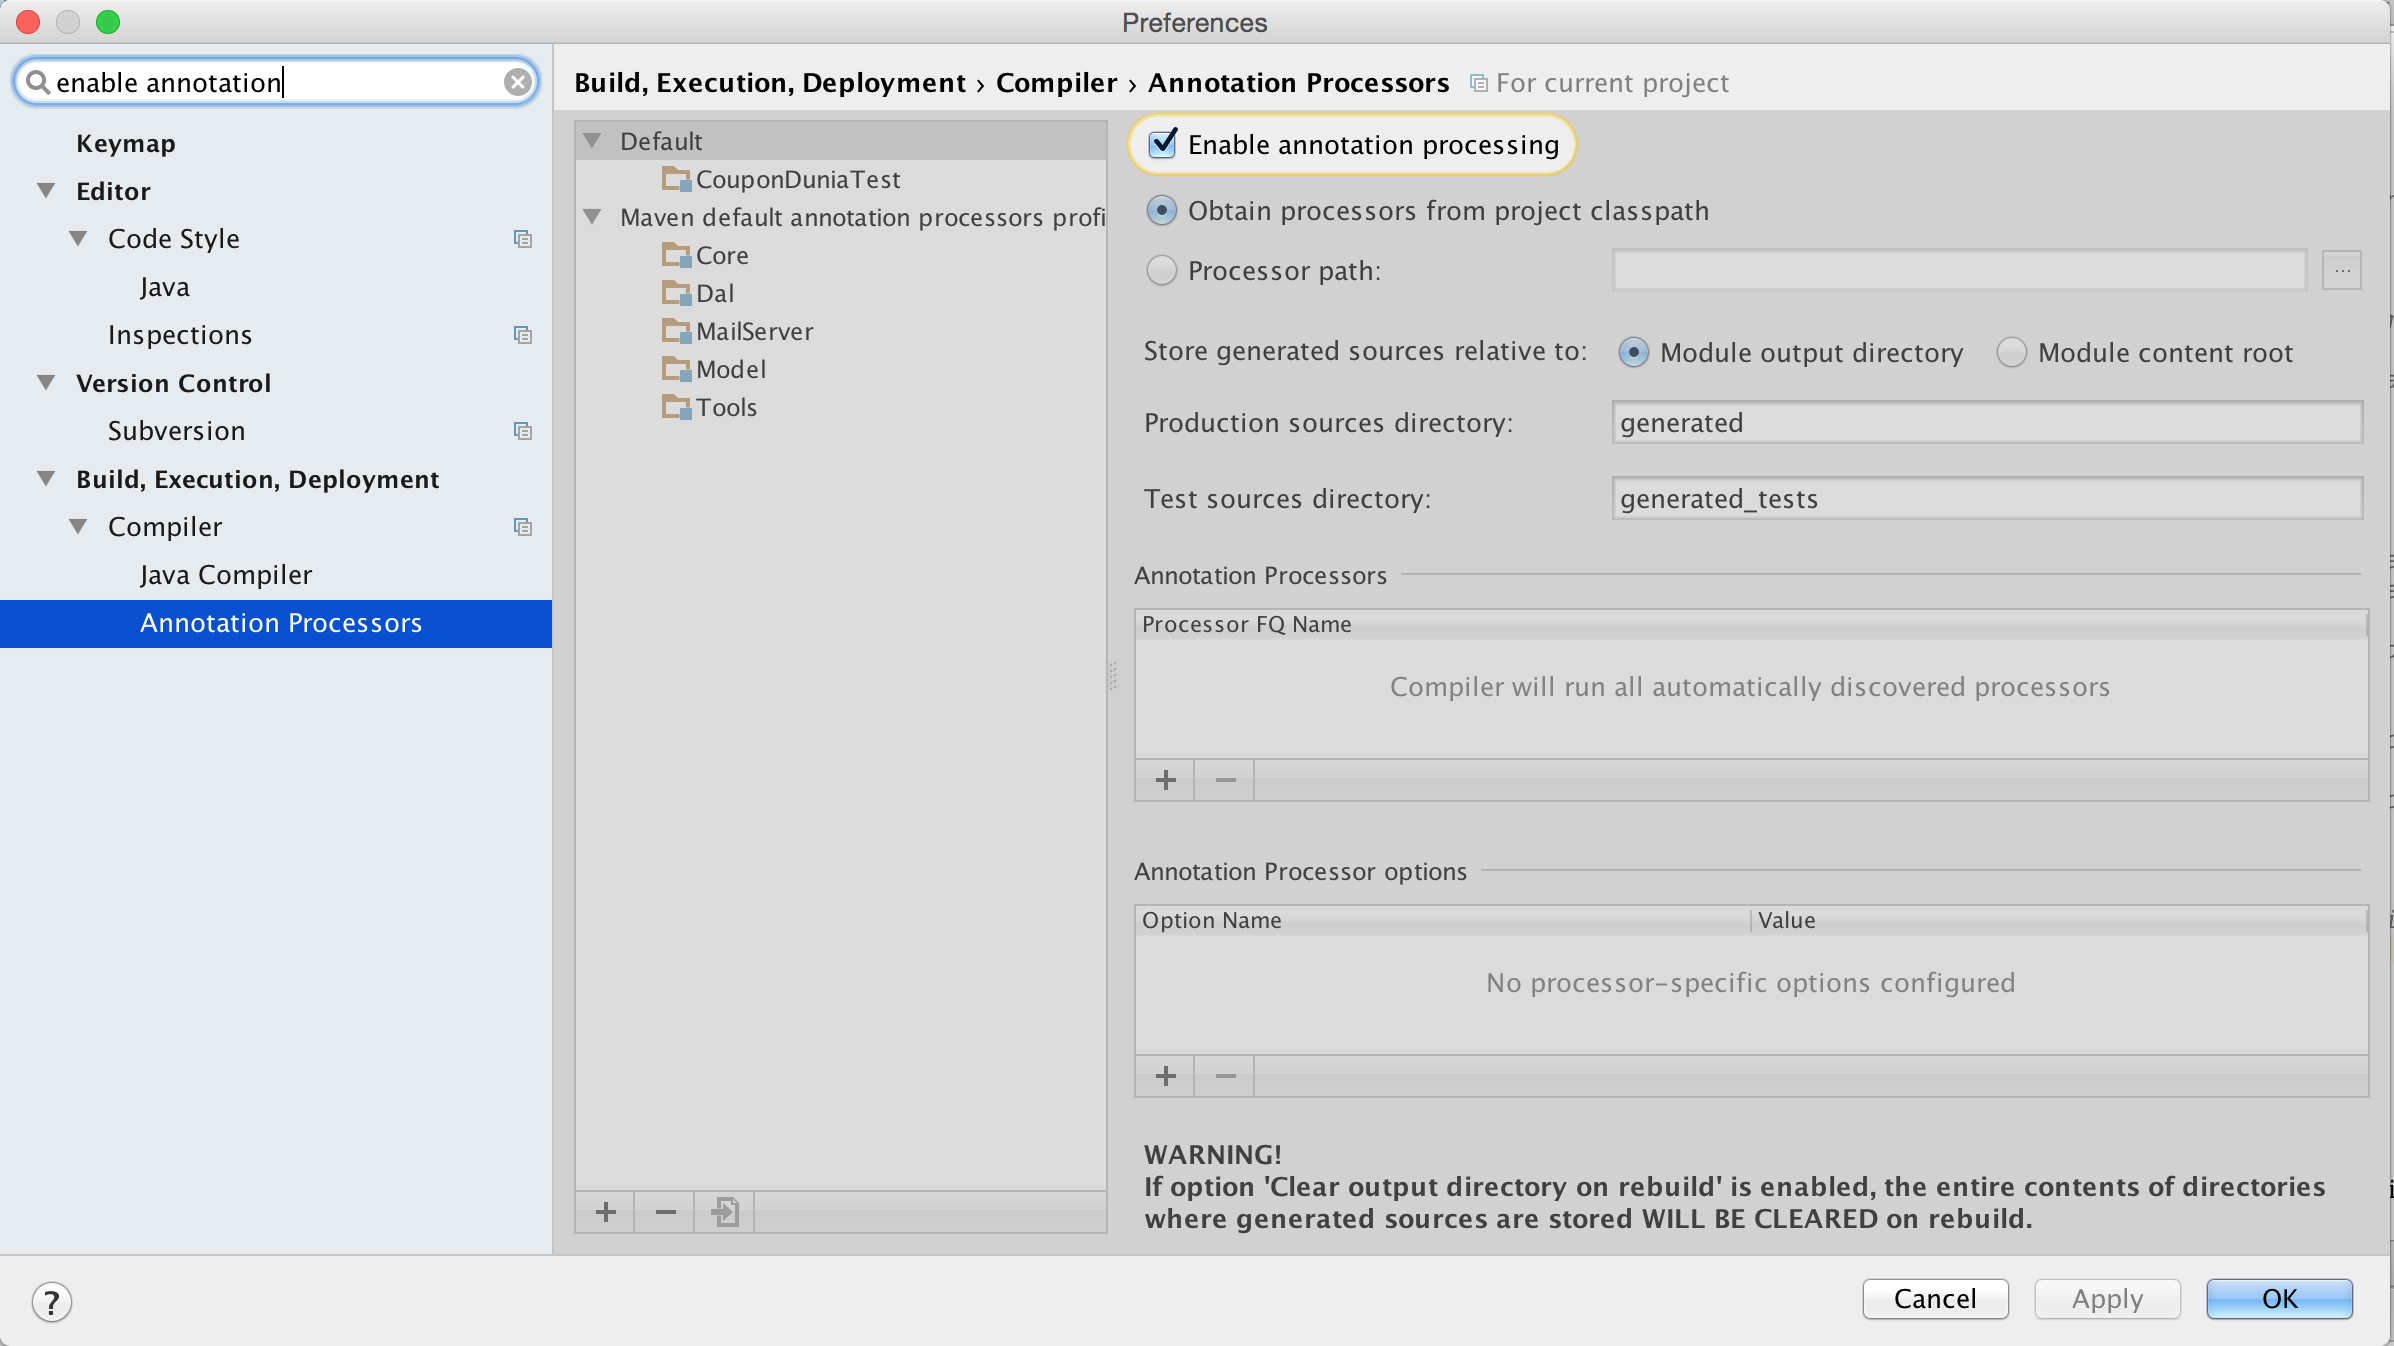 Preferences
enable annotation
Keymap
Editor
Code Style
Java
Inspections
Version Control
Subversion
Build, Execution, Deployment
Compiler
Java Compiler
Annotation Processors
Build, Execution, Deployment › Compiler › Annotation Processors For current project
Default
CouponDuniaTest
Maven default annotation processors profi
Core
Dal
MailServer
Model
Tools
Enable annotation processing
Obtain processors from project classpath
Processor path: ...
Store generated sources relative to: Module output directory Module content root
Production sources directory: generated
Test sources directory: generated_tests
Annotation Processors
Processor FQ Name
Compiler will run all automatically discovered processors
Annotation Processor options
Option Name Value
No processor-specific options configured
WARNING!
If option 'Clear output directory on rebuild' is enabled, the entire contents of directories
where generated sources are stored WILL BE CLEARED on rebuild.
? Cancel Apply OK